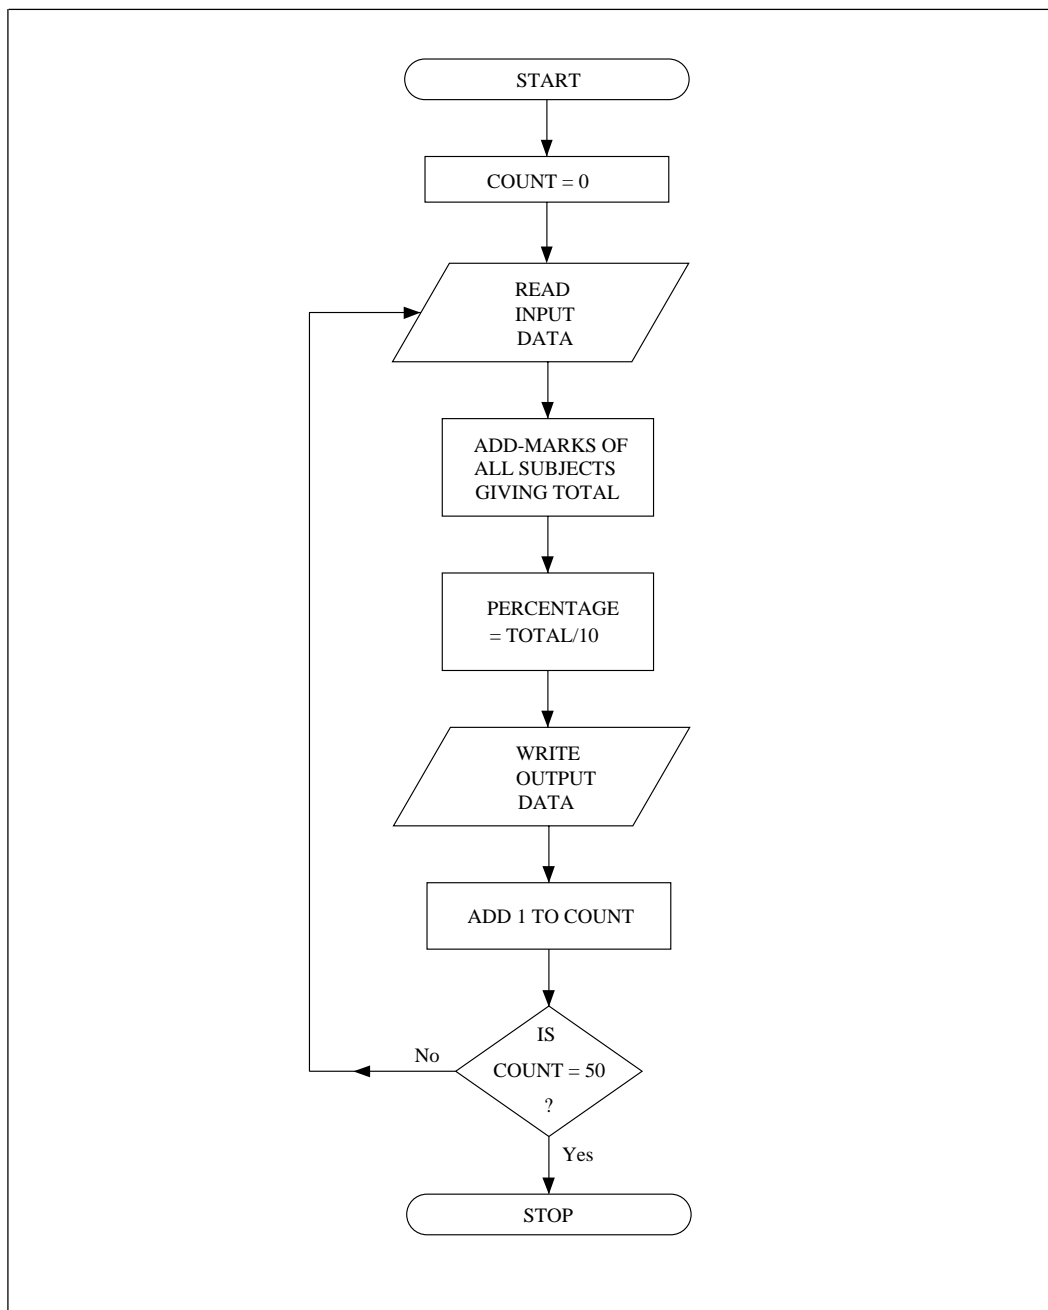 START
COUNT = 0
READ
INPUT
DATA
ADD-MARKS OF
ALL SUBJECTS
GIVING TOTAL
PERCENTAGE
= TOTAL/10
WRITE
OUTPUT
DATA
ADD 1 TO COUNT
IS
No
COUNT = 50
?
Yes
STOP